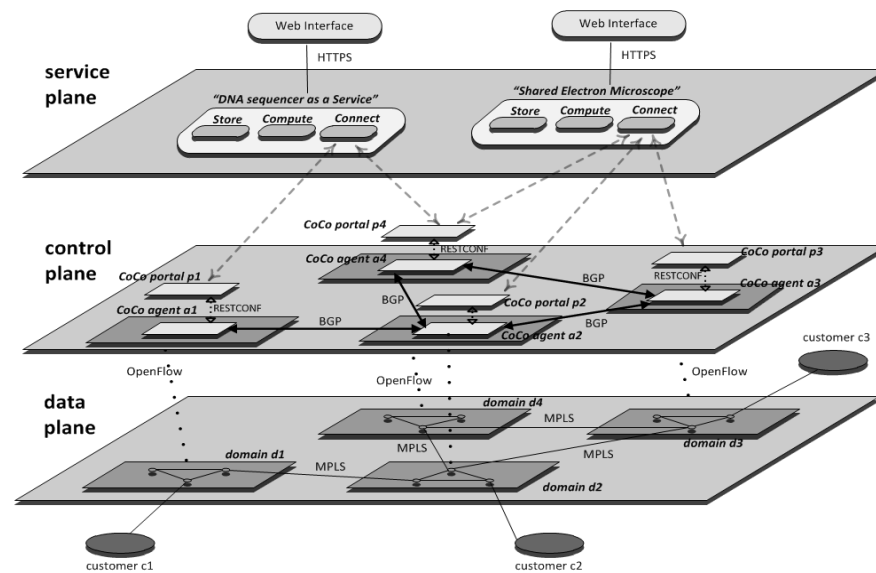 Web Interface
Web Interface
HTTPS
HTTPS
service
plane
"DNA sequencer as a Service"
Store
Compute
Connect
"Shared Electron Microscope"
Store
Compute
Connect
control
plane
CoCo portal p4
RESTCONF
CoCo agent a4
CoCo portal p3
RESTCONF
CoCo agent a3
CoCo portal p1
RESTCONF
CoCo agent a1
BGP
BGP
CoCo portal p2
BGP
BGP
CoCo agent a2
customer c3
OpenFlow
OpenFlow
OpenFlow
data
plane
domain d4
MPLS
MPLS
domain d3
domain d1
MPLS
MPLS
domain d2
customer c1
customer c2